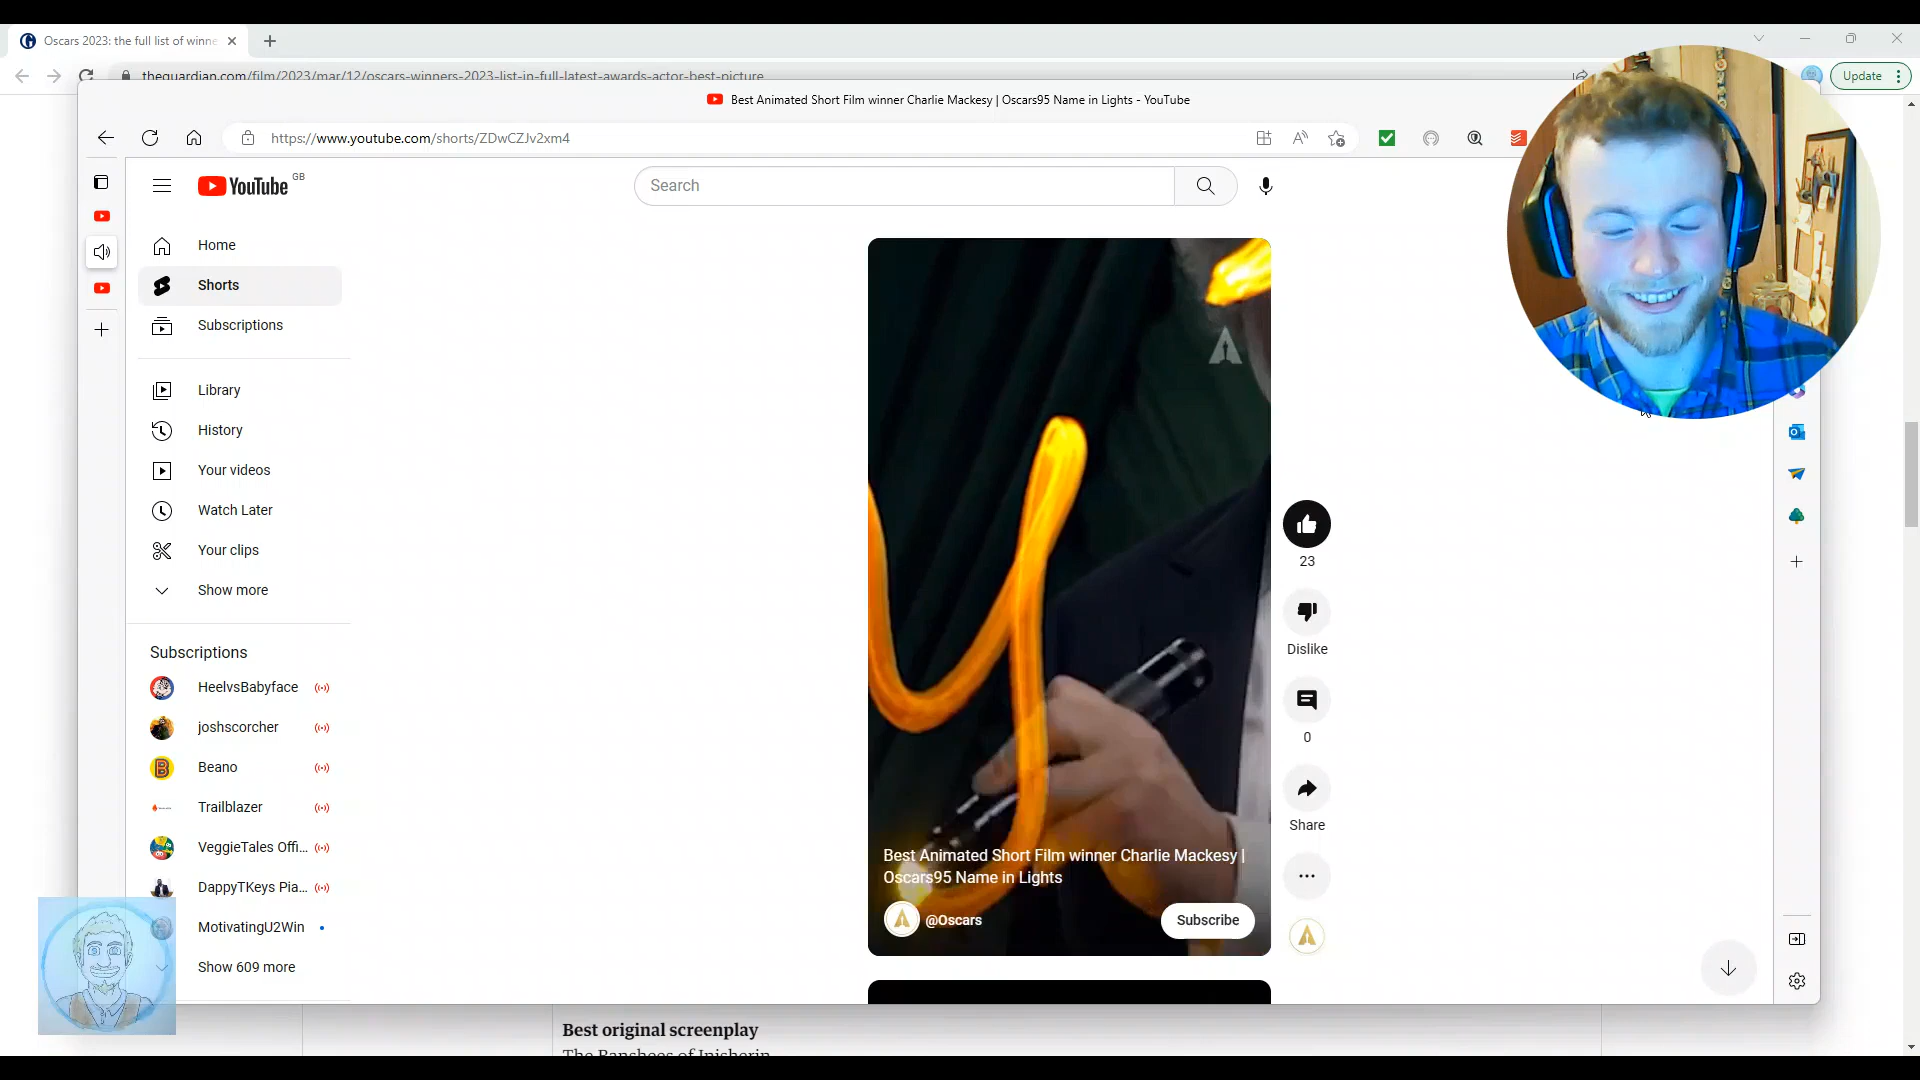 Oscars 2023: the full list of winne
theguardian.com/film/2023/mar/12/oscars-winners-2023-list-in-full-latest-awards-actor-best-picture
Update
Best Animated Short Film winner Charlie Mackesy | Oscars95 Name in Lights - YouTube
https://www.youtube.com/shorts/ZDwCZJv2xm4
YouTube GB
Search
Home
Shorts
Subscriptions
Library
History
Your videos
Watch Later
Your clips
Show more
Subscriptions
HeelvsBabyface
joshscorcher
Beano
Trailblazer
VeggieTales Offi...
DappyTKeys Pia...
MotivatingU2Win
Show 609 more
23
Dislike
0
Share
Best Animated Short Film winner Charlie Mackesy |
Oscars95 Name in Lights
@Oscars
Subscribe
Best original screenplay
The Banshees of Inisherin